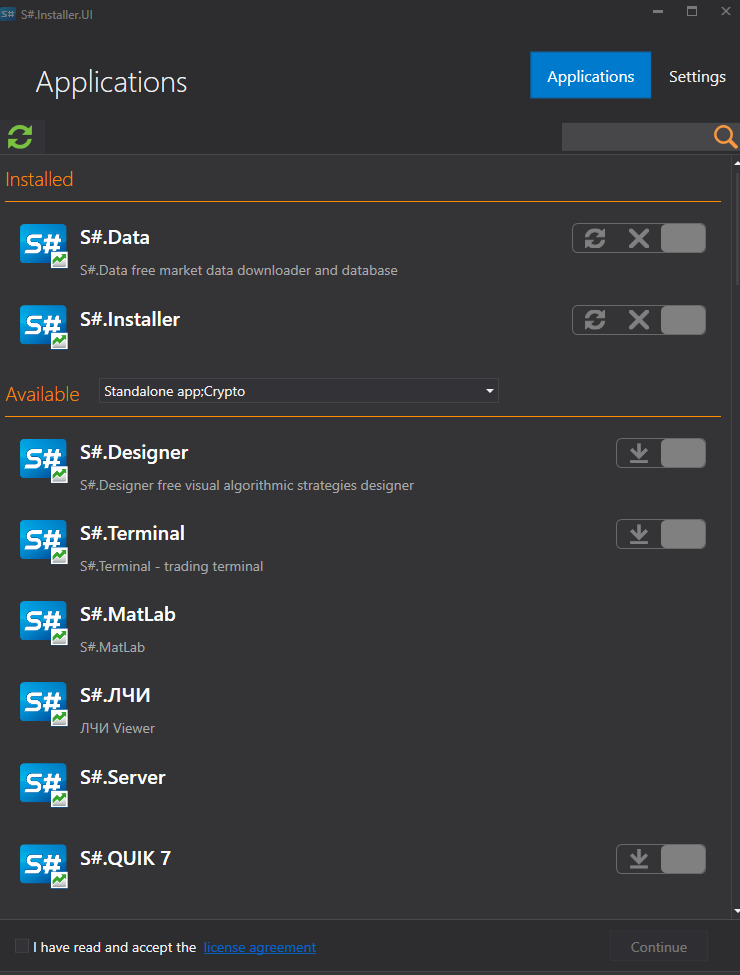 S# S#.Installer.UI
Applications
Applications Settings
Installed
S# S#.Data
S#.Data free market data downloader and database
S# S#.Installer
Available Standalone app;Crypto
S# S#.Designer
S#.Designer free visual algorithmic strategies designer
S# S#.Terminal
S#.Terminal - trading terminal
S# S#.MatLab
S#.MatLab
S# S#.ЛЧИ
ЛЧИ Viewer
S# S#.Server
S# S#.QUIK 7
I have read and accept the license agreement Continue